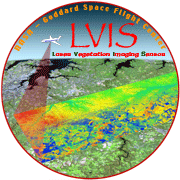 NASA - Goddard Space Flight Center
LVIS
Laser Vegetation Imaging Sensor